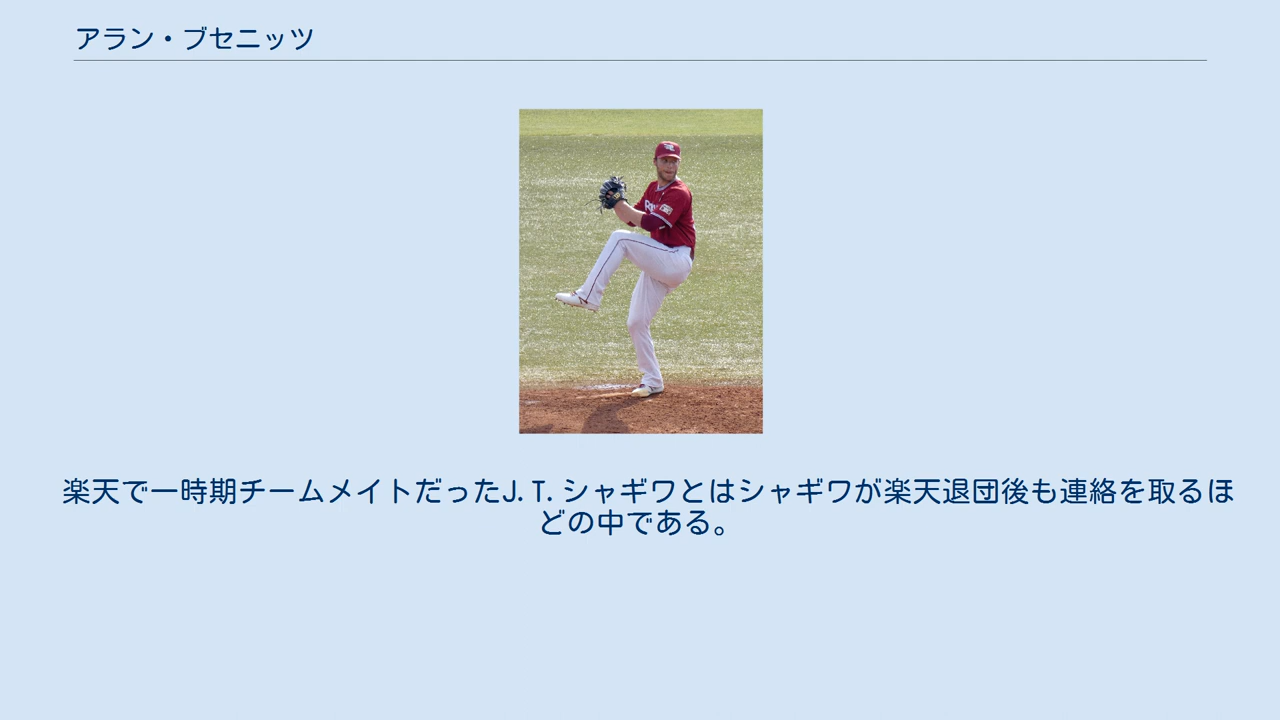 アラン・ブセニッツ
楽天で一時期チームメイトだったJ.T.シャギワとはシャギワが楽天退団後も連絡を取るほ
どの中である。